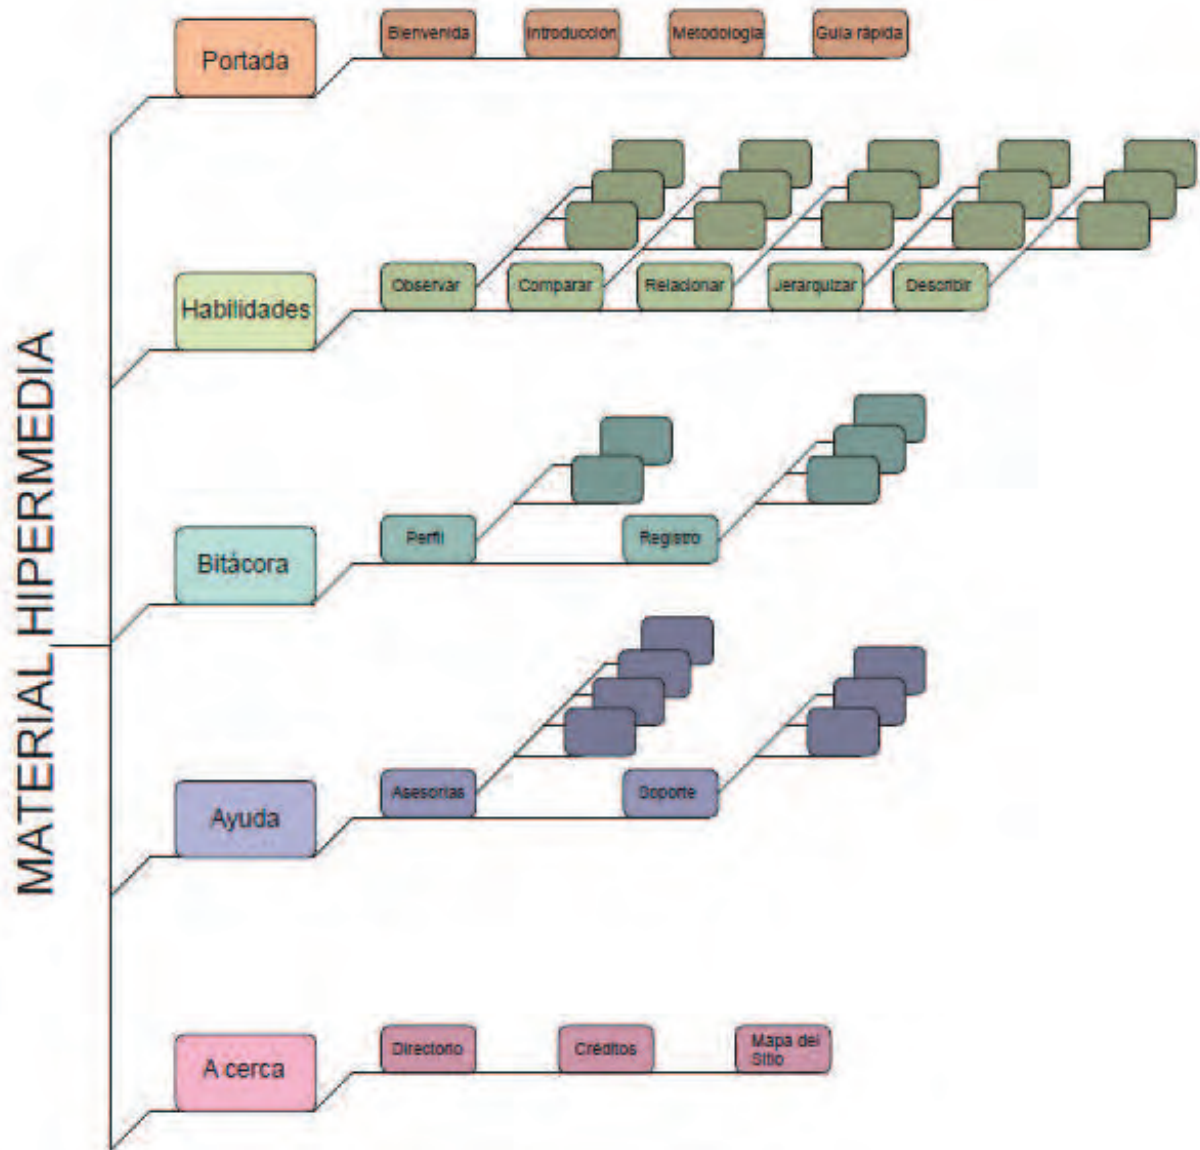 MATERIAL HIPERMEDIA
Portada
Bienvenida
Introducción
Metodología
Guía rápida
Habilidades
Observar
Comparar
Relacionar
Jerarquizar
Describir
Bitácora
Perfil
Registro
Ayuda
Asesorías
Soporte
A cerca
Directorio
Créditos
Mapa del
Sitio